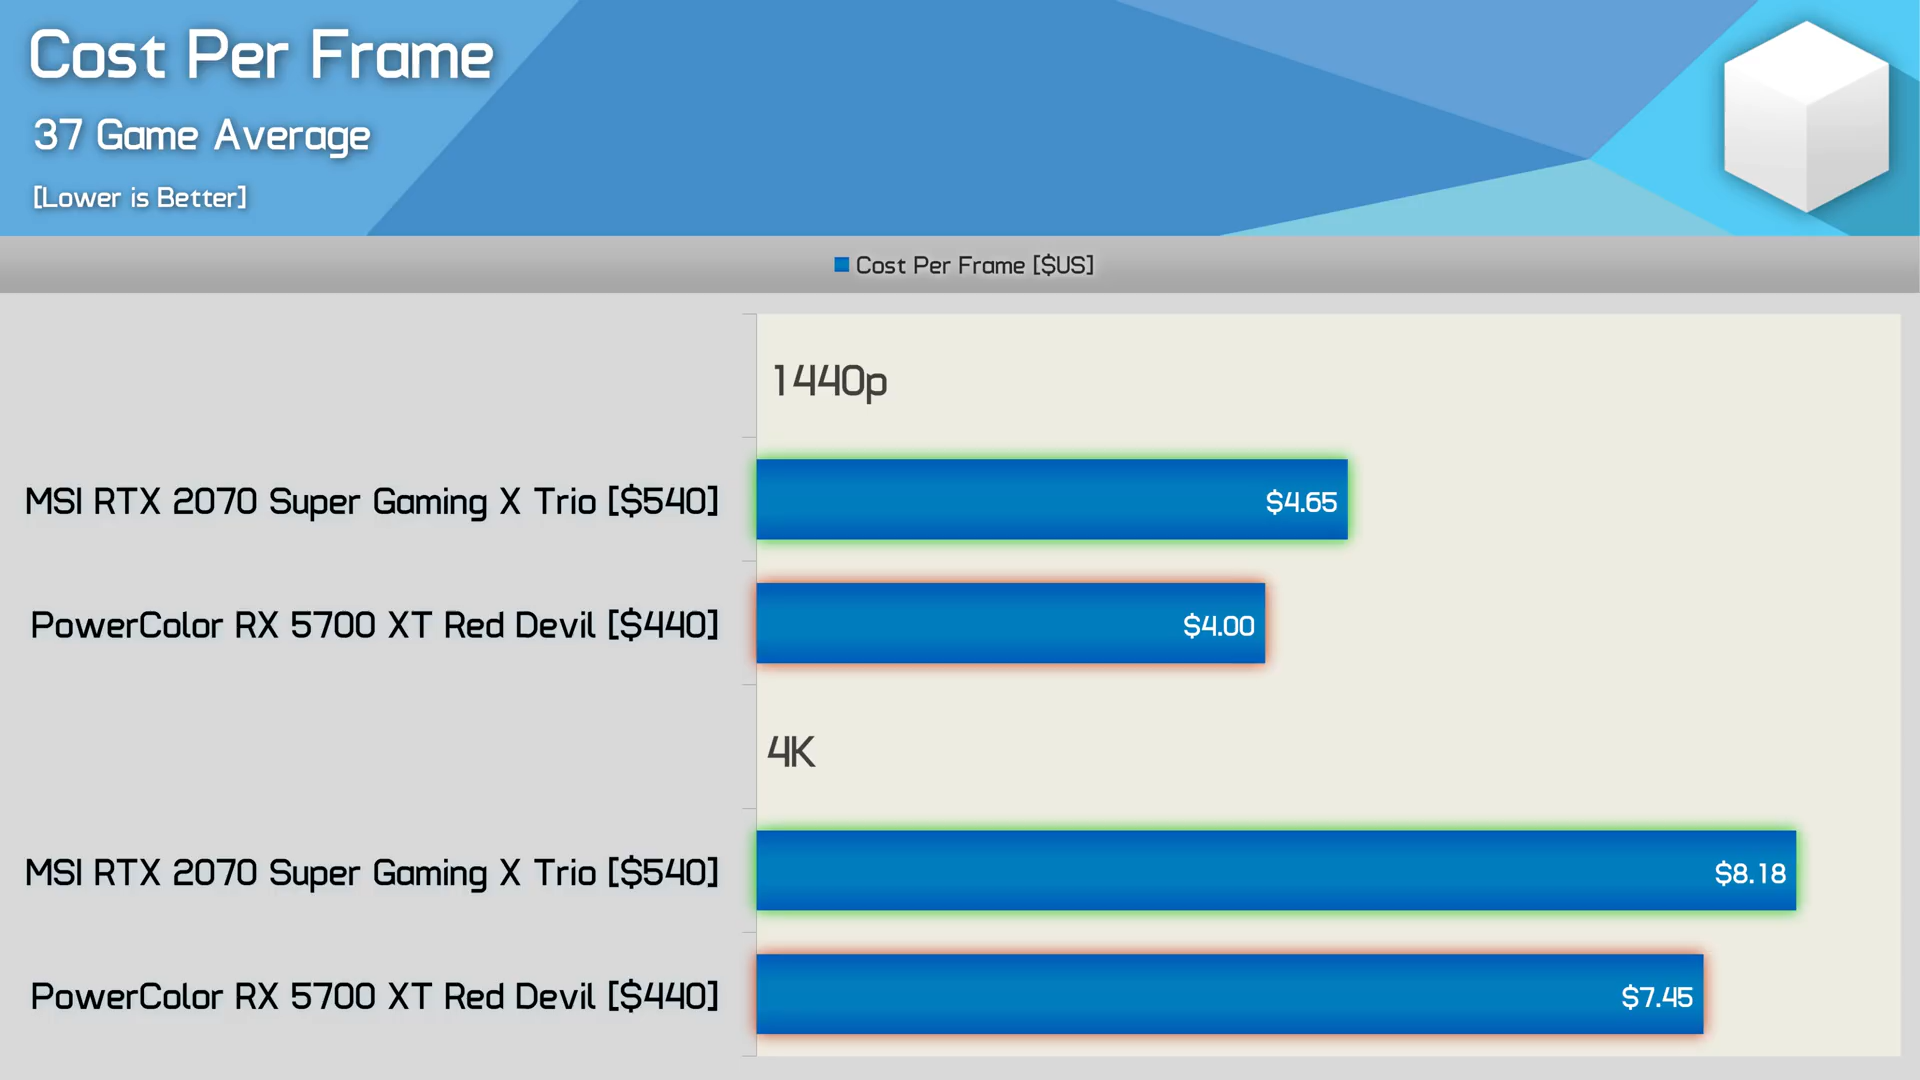 Cost Per Frame
37 Game Average
[Lower is Better]
Cost Per Frame [$US]
1440p
MSI RTX 2070 Super Gaming X Trio [$540] $4.65
PowerColor RX 5700 XT Red Devil [$440] $4.00
4K
MSI RTX 2070 Super Gaming X Trio [$540] $8.18
PowerColor RX 5700 XT Red Devil [$440] $7.45